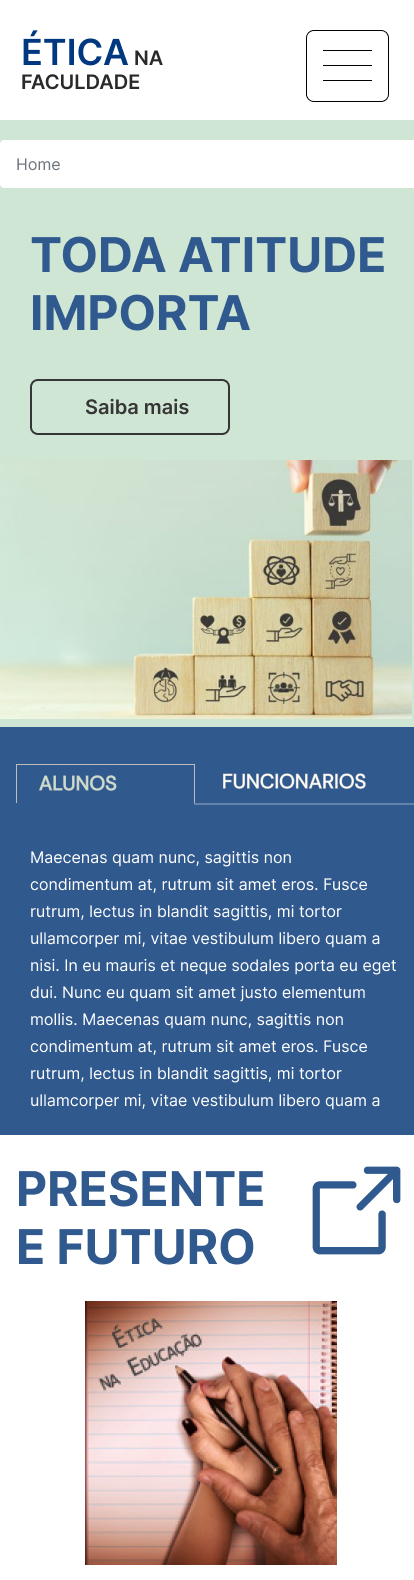 ÉTICA NA
FACULDADE
Home
TODA ATITUDE
IMPORTA
Saiba mais
$
ALUNOS
FUNCIONARIOS
Maecenas quam nunc, sagittis non
condimentum at, rutrum sit amet eros. Fusce
rutrum, lectus in blandit sagittis, mi tortor
ullamcorper mi, vitae vestibulum libero quam a
nisi. In eu mauris et neque sodales porta eu eget
dui. Nunc eu quam sit amet justo elementum
mollis. Maecenas quam nunc, sagittis non
condimentum at, rutrum sit amet eros. Fusce
rutrum, lectus in blandit sagittis, mi tortor
ullamcorper mi, vitae vestibulum libero quam a
PRESENTE
E FUTURO
ÉTICA
NA EDUCAÇÃO